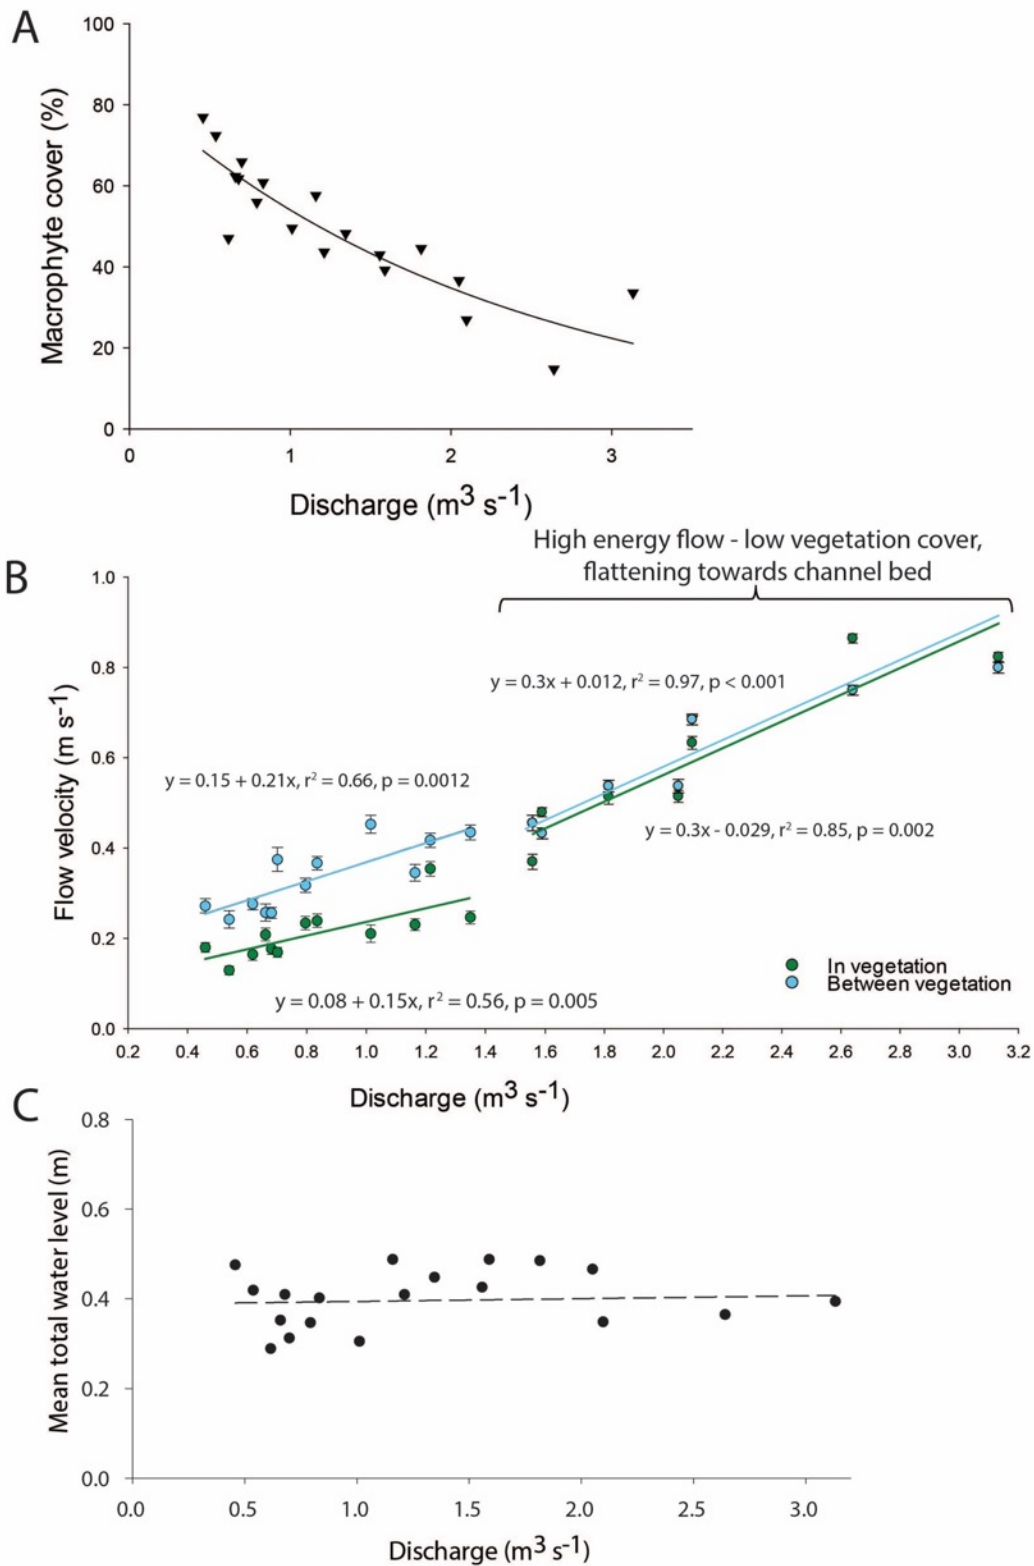 A
100
80
60
40
20
0
Macrophyte cover (%)
0 1 2 3
Discharge (m³ s⁻¹)
High energy flow - low vegetation cover,
flattening towards channel bed
B
1.0
0.8
0.6
0.4
0.2
0.0
Flow velocity (m s⁻¹)
y = 0.3x + 0.012, r² = 0.97, p < 0.001
y = 0.15 + 0.21x, r² = 0.66, p = 0.0012
y = 0.3x - 0.029, r² = 0.85, p = 0.002
In vegetation
Between vegetation
y = 0.08 + 0.15x, r² = 0.56, p = 0.005
0.2 0.4 0.6 0.8 1.0 1.2 1.4 1.6 1.8 2.0 2.2 2.4 2.6 2.8 3.0 3.2
Discharge (m³ s⁻¹)
C
0.8
0.6
0.4
0.2
0.0
Mean total water level (m)
0.0 0.5 1.0 1.5 2.0 2.5 3.0
Discharge (m³ s⁻¹)